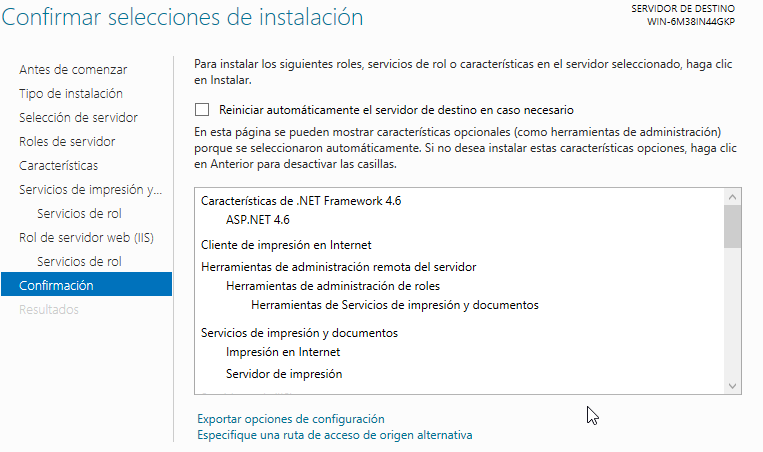 Confirmar selecciones de instalación
SERVIDOR DE DESTINO
WIN-6M38IN44GKP
Antes de comenzar
Tipo de instalación
Selección de servidor
Roles de servidor
Características
Servicios de impresión y...
Servicios de rol
Rol de servidor web (IIS)
Servicios de rol
Confirmación
Resultados
Para instalar los siguientes roles, servicios de rol o características en el servidor seleccionado, haga clic
en Instalar.
Reiniciar automáticamente el servidor de destino en caso necesario
En esta página se pueden mostrar características opcionales (como herramientas de administración)
porque se seleccionaron automáticamente. Si no desea instalar estas características opciones, haga clic
en Anterior para desactivar las casillas.
Características de .NET Framework 4.6
ASP.NET 4.6
Cliente de impresión en Internet
Herramientas de administración remota del servidor
Herramientas de administración de roles
Herramientas de Servicios de impresión y documentos
Servicios de impresión y documentos
Impresión en Internet
Servidor de impresión
Exportar opciones de configuración
Especifique una ruta de acceso de origen alternativa